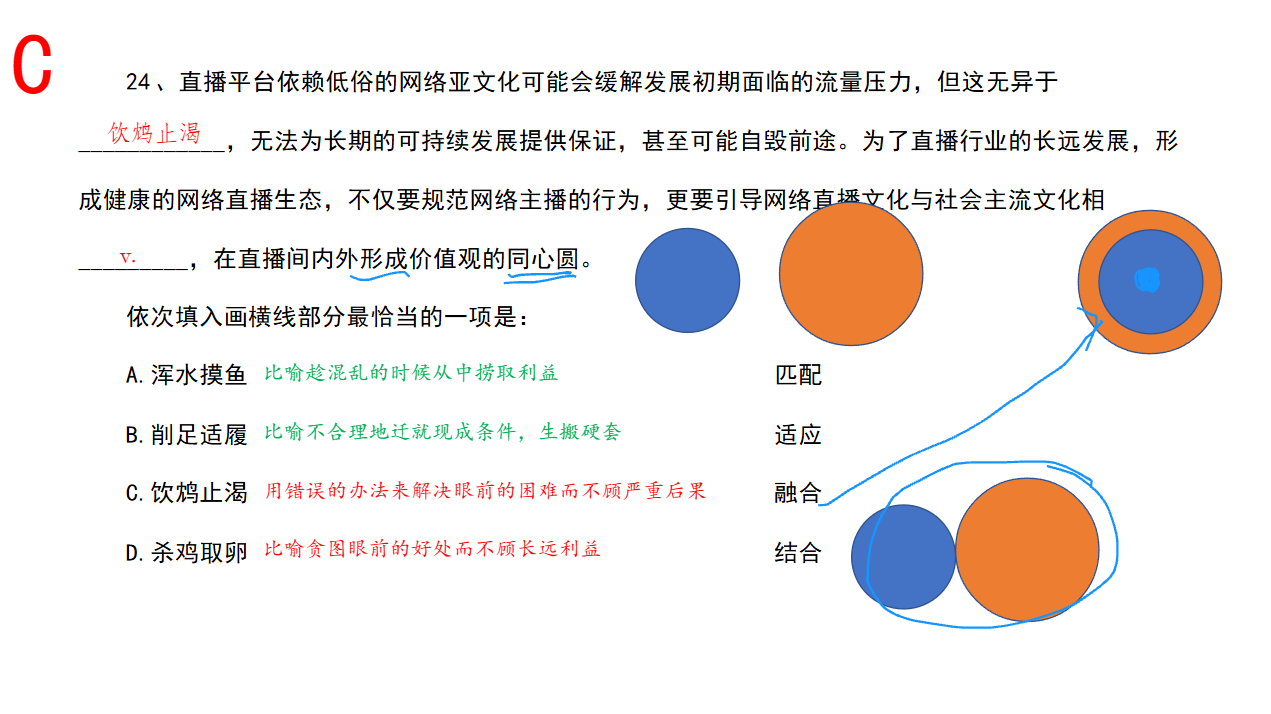 C
24、直播平台依赖低俗的网络亚文化可能会缓解发展初期面临的流量压力，但这无异于
____________，无法为长期的可持续发展提供保证，甚至可能自毁前途。为了直播行业的长远发展，形
饮鸩止渴
成健康的网络直播生态，不仅要规范网络主播的行为，更要引导网络直播文化与社会主流文化相
_________，在直播间内外形成价值观的同心圆。
v.
依次填入画横线部分最恰当的一项是：
A.浑水摸鱼 比喻趁混乱的时候从中捞取利益 匹配
B.削足适履 比喻不合理地迁就现成条件，生搬硬套 适应
C.饮鸩止渴 用错误的办法来解决眼前的困难而不顾严重后果 融合
D.杀鸡取卵 比喻贪图眼前的好处而不顾长远利益 结合